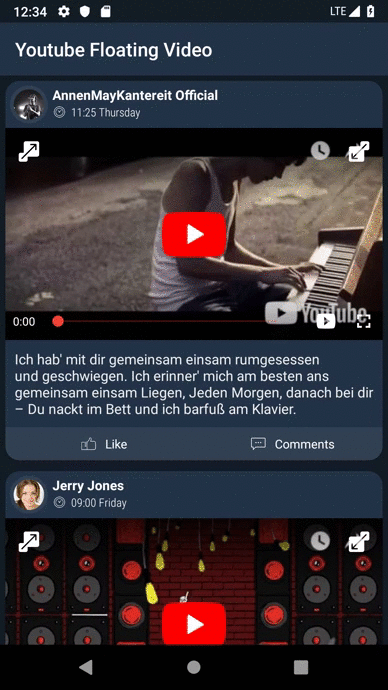 12:34
LTE
Youtube Floating Video
AnnenMayKantereit Official
11:25 Thursday
YouTube
0:00
Ich hab' mit dir gemeinsam einsam rumgesessen
und geschwiegen. Ich erinner' mich am besten ans
gemeinsam einsam Liegen, Jeden Morgen, danach bei dir
– Du nackt im Bett und ich barfuß am Klavier.
Like
Comments
Jerry Jones
09:00 Friday